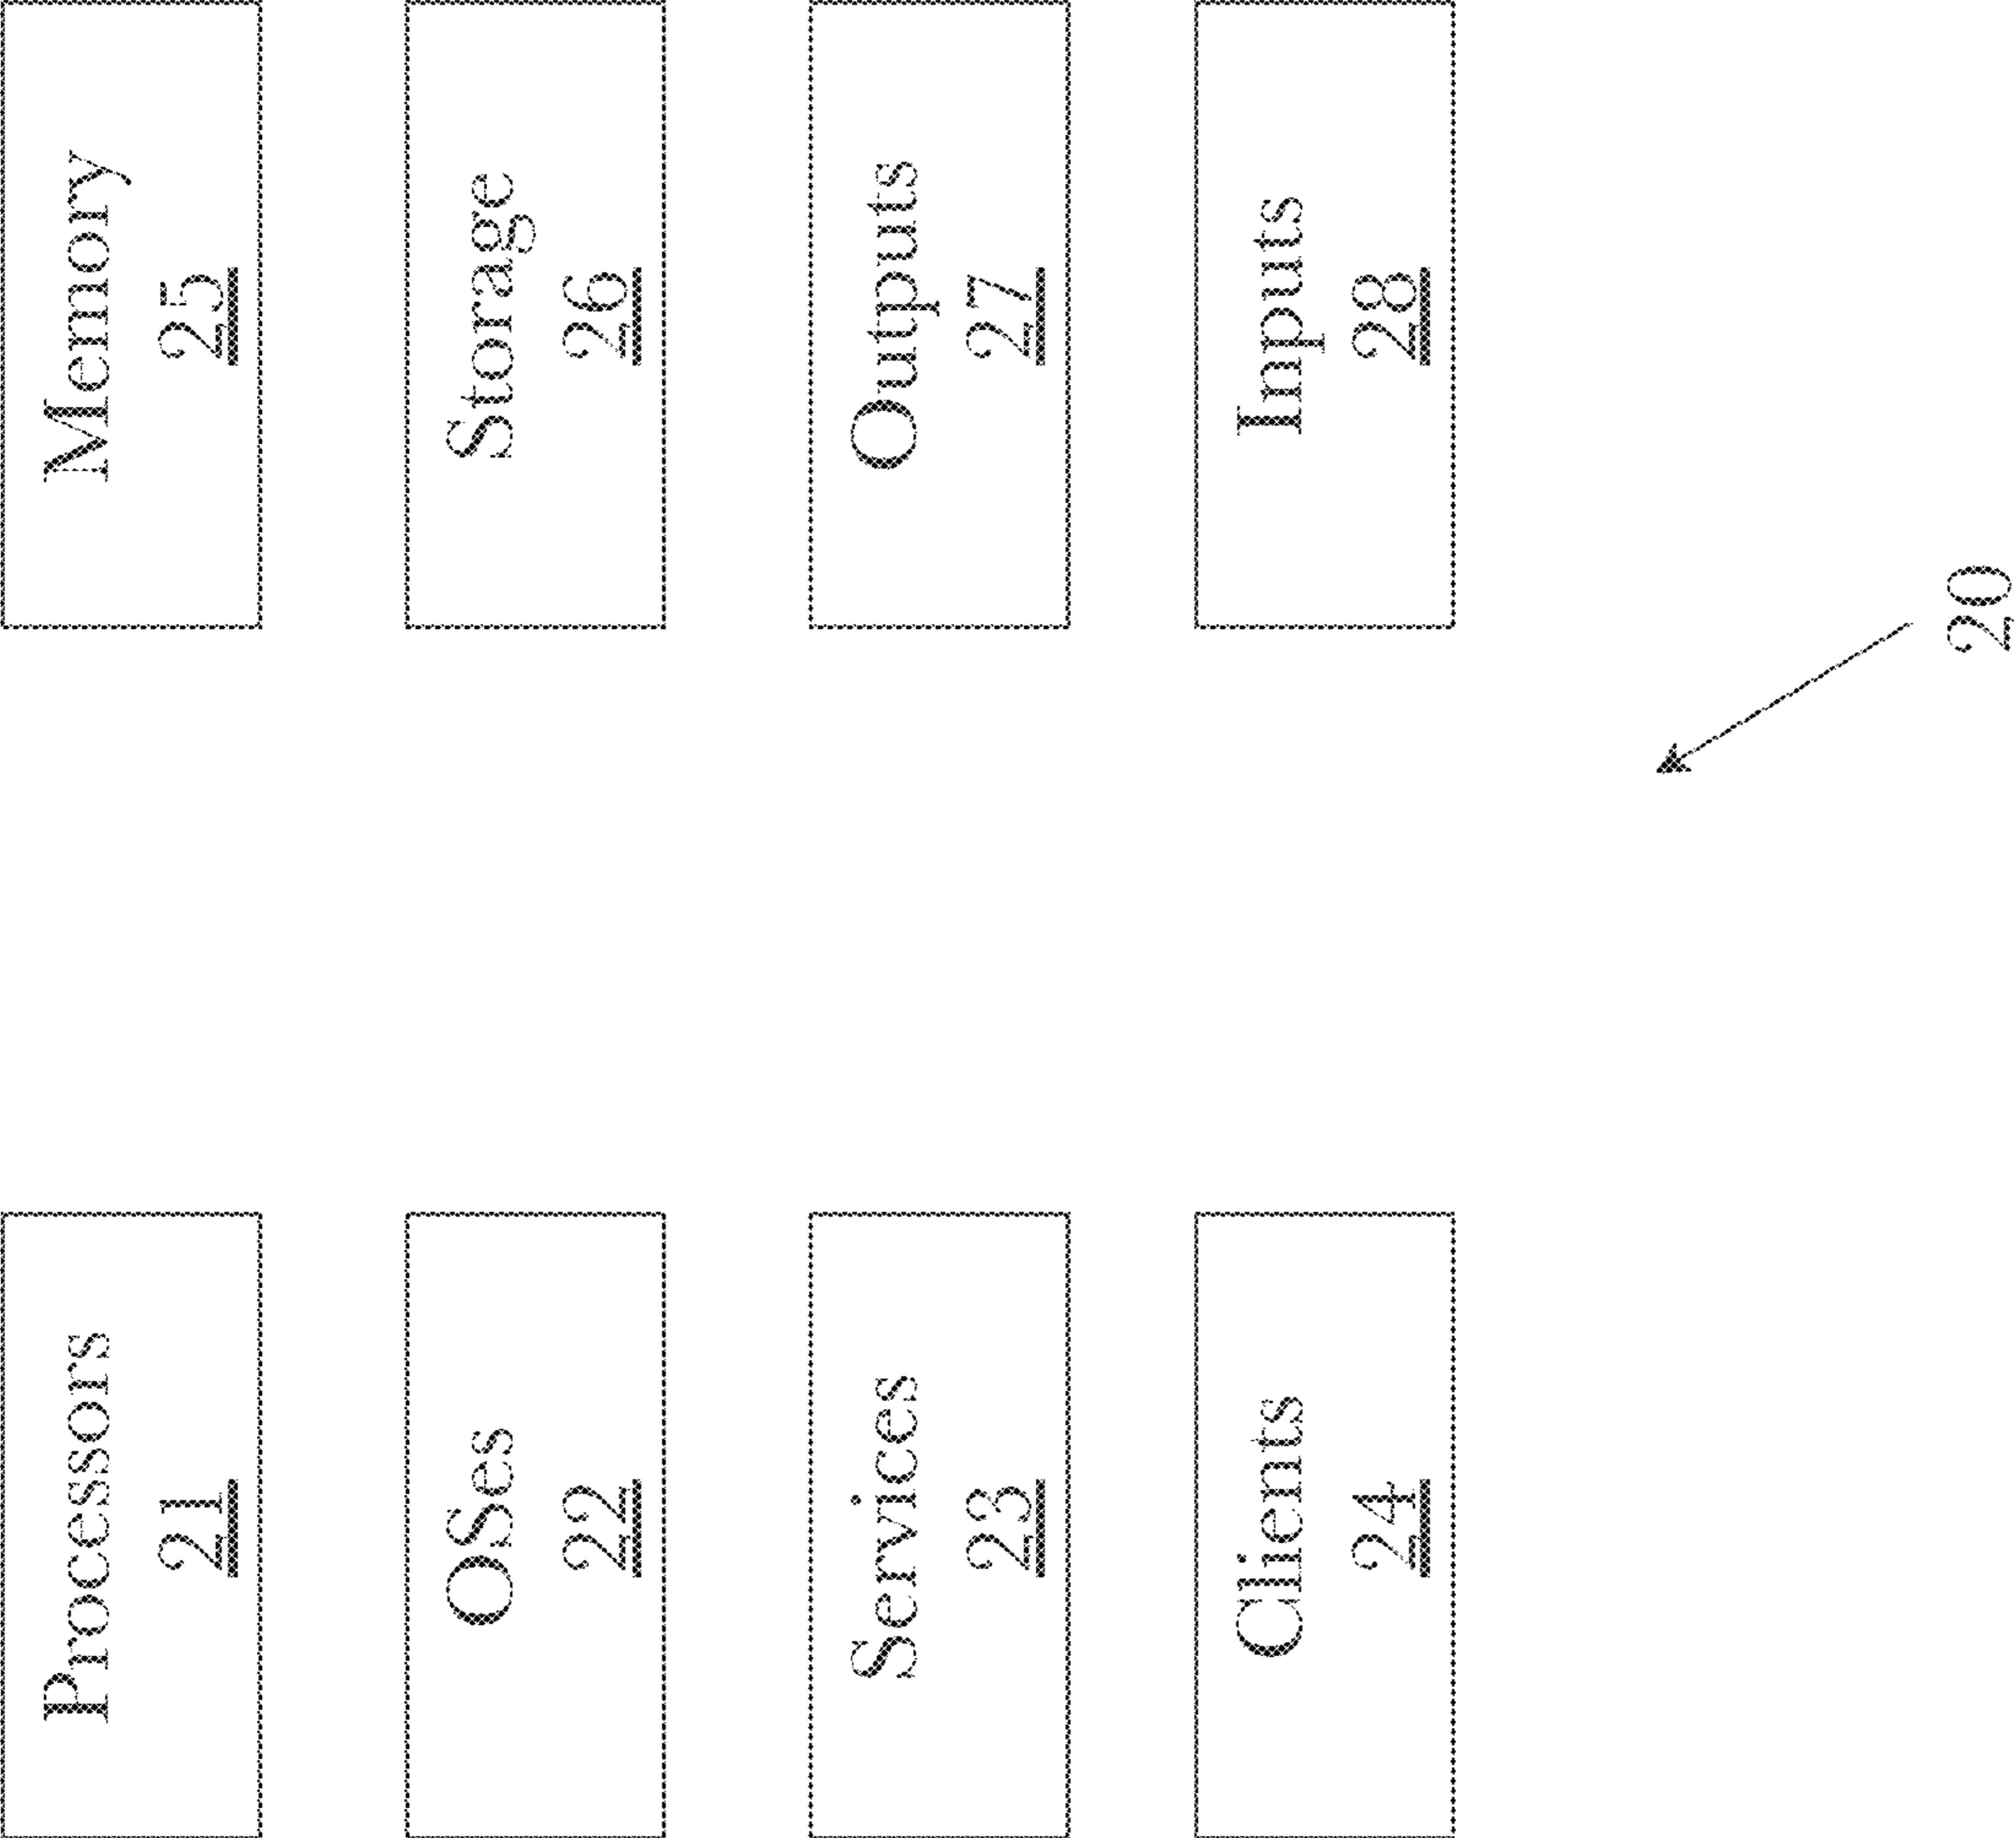 Processors
21
Memory
25
OSes
22
Storage
26
Services
23
Outputs
27
Clients
24
Inputs
28
20